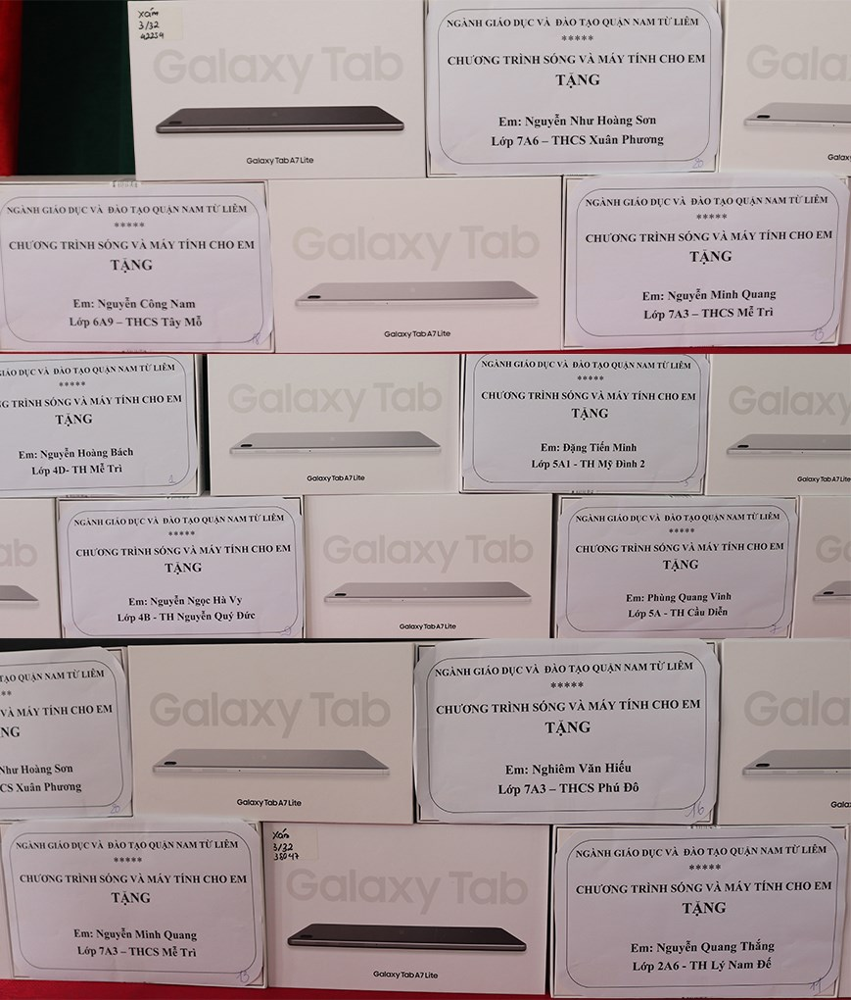 xám
3/32
42254
Galaxy Tab
Galaxy Tab A7 Lite
NGÀNH GIÁO DỤC VÀ ĐÀO TẠO QUẬN NAM TỪ LIÊM
*****
CHƯƠNG TRÌNH SÓNG VÀ MÁY TÍNH CHO EM
TẶNG
Em: Nguyễn Như Hoàng Sơn
Lớp 7A6 – THCS Xuân Phương
20
Gala
Galaxy
NGÀNH GIÁO DỤC VÀ ĐÀO TẠO QUẬN NAM TỪ LIÊM
*****
CHƯƠNG TRÌNH SÓNG VÀ MÁY TÍNH CHO EM
TẶNG
Em: Nguyễn Công Nam
Lớp 6A9 – THCS Tây Mỗ
18
Galaxy Tab
Galaxy Tab A7 Lite
NGÀNH GIÁO DỤC VÀ ĐÀO TẠO QUẬN NAM TỪ LIÊM
*****
CHƯƠNG TRÌNH SÓNG VÀ MÁY TÍNH CHO EM
TẶNG
Em: Nguyễn Minh Quang
Lớp 7A3 – THCS Mễ Trì
15
GIÁO DỤC VÀ ĐÀO TẠO QUẬN NAM TỪ LIÊM
*****
G TRÌNH SÓNG VÀ MÁY TÍNH CHO EM
TẶNG
Em: Nguyễn Hoàng Bách
Lớp 4D- TH Mễ Trì
Galaxy Tab
Galaxy Tab A7 Lite
NGÀNH GIÁO DỤC VÀ ĐÀO TẠO QUẬN NAM TỪ LIÊM
*****
CHƯƠNG TRÌNH SÓNG VÀ MÁY TÍNH CHO EM
TẶNG
Em: Đặng Tiến Minh
Lớp 5A1 - TH Mỹ Đình 2
5
Galaxy
Galaxy Tab A7 Lite
ab
NGÀNH GIÁO DỤC VÀ ĐÀO TẠO QUẬN NAM TỪ LIÊM
*****
CHƯƠNG TRÌNH SÓNG VÀ MÁY TÍNH CHO EM
TẶNG
Em: Nguyễn Ngọc Hà Vy
Lớp 4B - TH Nguyễn Quý Đức
Galaxy Tab
Galaxy Tab A7 Lite
NGÀNH GIÁO DỤC VÀ ĐÀO TẠO QUẬN NAM TỪ LIÊM
*****
CHƯƠNG TRÌNH SÓNG VÀ MÁY TÍNH CHO EM
TẶNG
Em: Phùng Quang Vinh
Lớp 5A - TH Cầu Diễn
Ga
TẠO QUẬN NAM TỪ LIÊM
**
VÀ MÁY TÍNH CHO EM
NG
Như Hoàng Sơn
CS Xuân Phương
20
Galaxy Tab
Galaxy Tab A7 Lite
NGÀNH GIÁO DỤC VÀ ĐÀO TẠO QUẬN NAM TỪ LIÊM
*****
CHƯƠNG TRÌNH SÓNG VÀ MÁY TÍNH CHO EM
TẶNG
Em: Nghiêm Văn Hiếu
Lớp 7A3 – THCS Phú Đô
16
Gala
Galax
NGÀNH GIÁO DỤC VÀ ĐÀO TẠO QUẬN NAM TỪ LIÊM
*****
CHƯƠNG TRÌNH SÓNG VÀ MÁY TÍNH CHO EM
TẶNG
Em: Nguyễn Minh Quang
Lớp 7A3 – THCS Mễ Trì
15
xám
3/32
38047
Galaxy Tab
Galaxy Tab A7 Lite
NGÀNH GIÁO DỤC VÀ ĐÀO TẠO QUẬN NAM TỪ LIÊM
*****
CHƯƠNG TRÌNH SÓNG VÀ MÁY TÍNH CHO EM
TẶNG
Em: Nguyễn Quang Thắng
Lớp 2A6 - TH Lý Nam Đế